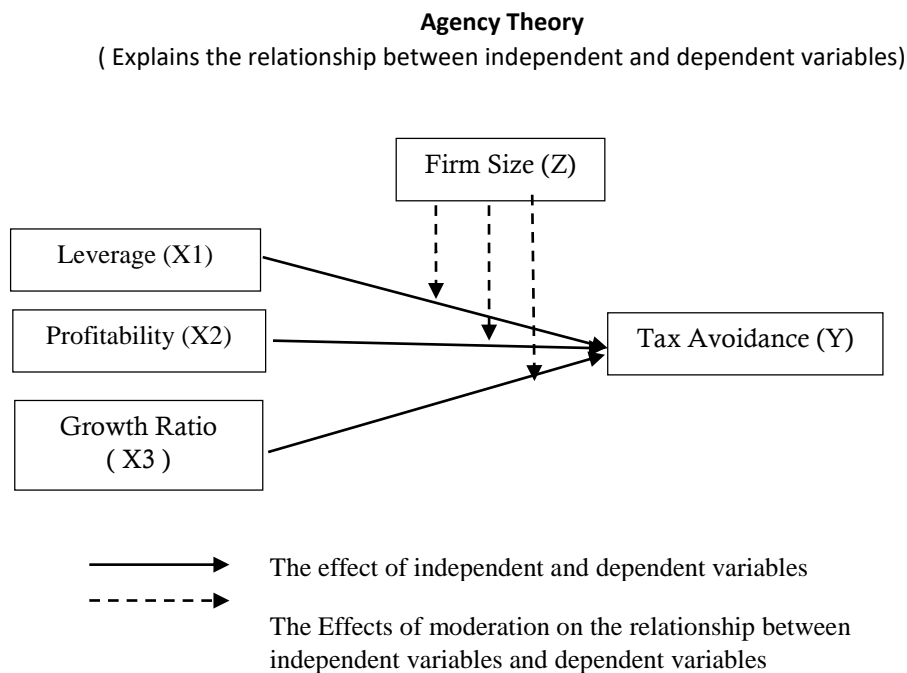 Agency Theory
( Explains the relationship between independent and dependent variables)
Firm Size (Z)
Leverage (X1)
Profitability (X2)
Tax Avoidance (Y)
Growth Ratio
( X3 )
The effect of independent and dependent variables
The Effects of moderation on the relationship between
independent variables and dependent variables